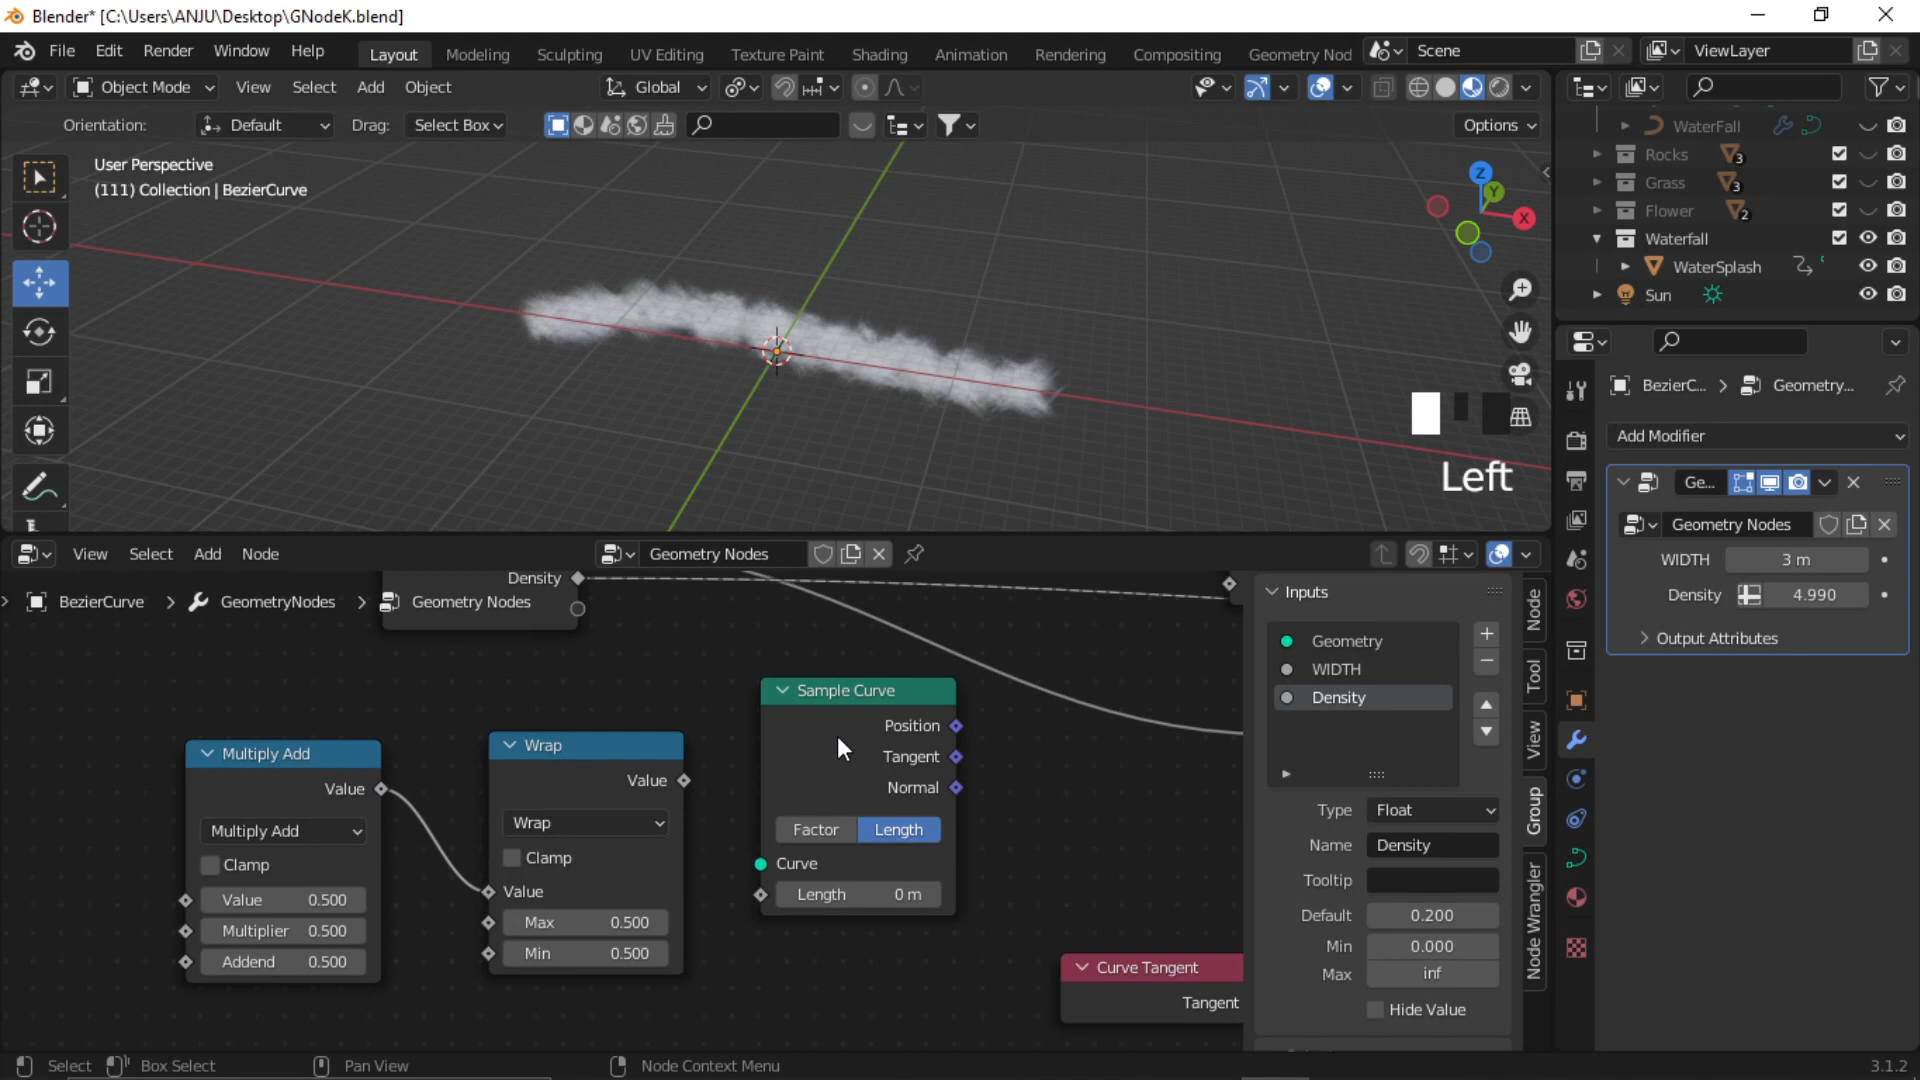 Blender* [C:\Users\ANJU\Desktop\GNodeK.blend]
File Edit Render Window Help Layout Modeling Sculpting UV Editing Texture Paint Shading Animation Rendering Compositing Geometry Nod Scene ViewLayer
Object Mode View Select Add Object Global
Orientation: Default Drag: Select Box Options
User Perspective
(111) Collection | BezierCurve
Z
Y
X
Left
WaterFall
Rocks 3
Grass 3
Flower 2
Waterfall
WaterSplash
Sun
BezierC... Geometry...
Add Modifier
Ge...
Geometry Nodes
WIDTH 3 m
Density 4.990
Output Attributes
View Select Add Node Geometry Nodes
BezierCurve GeometryNodes Geometry Nodes
Density
Multiply Add
Value
Multiply Add
Clamp
Value 0.500
Multiplier 0.500
Addend 0.500
Wrap
Value
Wrap
Clamp
Value
Max 0.500
Min 0.500
Sample Curve
Position
Tangent
Normal
Factor Length
Curve
Length 0 m
Curve Tangent
Tangent
Inputs
Geometry
WIDTH
Density
Type Float
Name Density
Tooltip
Default 0.200
Min 0.000
Max inf
Hide Value
Node
Tool
View
Group
Node Wrangler
Select Box Select Pan View Node Context Menu 3.1.2